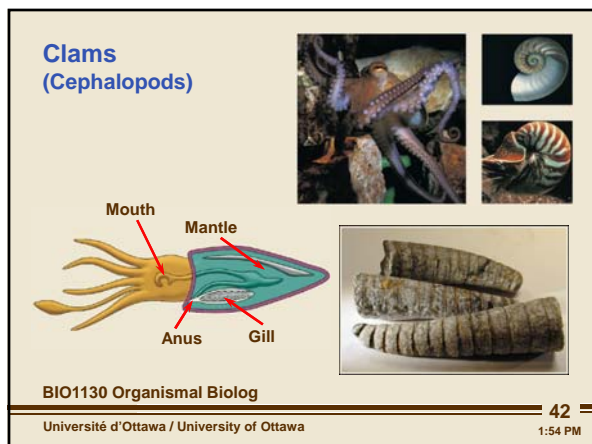 Clams
(Cephalopods)
Mouth
Mantle
Anus
Gill
BIO1130 Organismal Biolog
42
Université d'Ottawa / University of Ottawa
1:54 PM